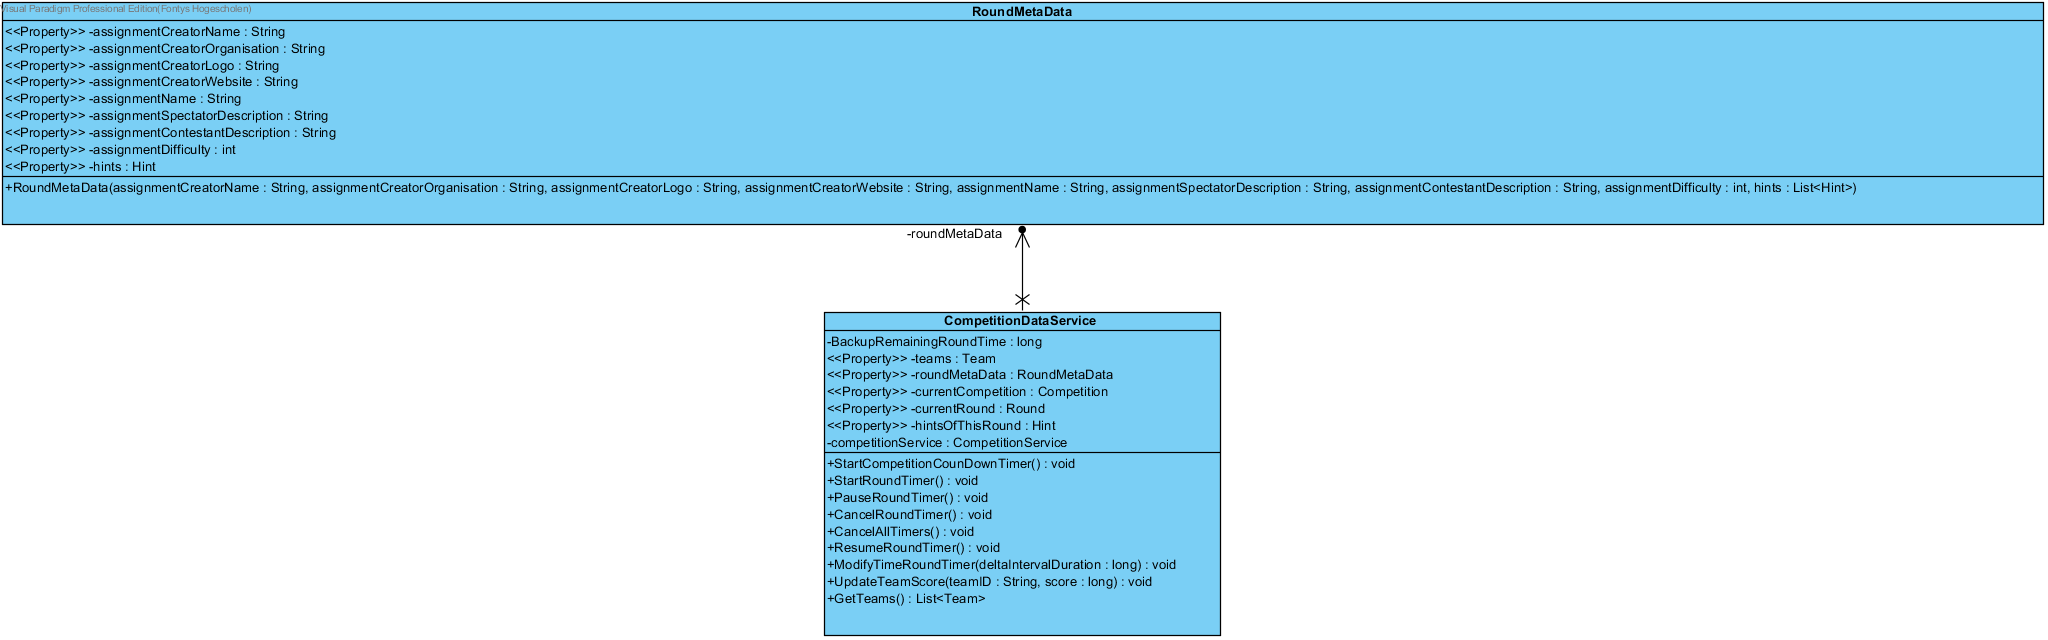 Visual Paradigm Professional Edition(Fontys Hogescholen)
RoundMetaData
<<Property>> -assignmentCreatorName : String
<<Property>> -assignmentCreatorOrganisation : String
<<Property>> -assignmentCreatorLogo : String
<<Property>> -assignmentCreatorWebsite : String
<<Property>> -assignmentName : String
<<Property>> -assignmentSpectatorDescription : String
<<Property>> -assignmentContestantDescription : String
<<Property>> -assignmentDifficulty : int
<<Property>> -hints : Hint
+RoundMetaData(assignmentCreatorName : String, assignmentCreatorOrganisation : String, assignmentCreatorLogo : String, assignmentCreatorWebsite : String, assignmentName : String, assignmentSpectatorDescription : String, assignmentContestantDescription : String, assignmentDifficulty : int, hints : List<Hint>)
-roundMetaData
CompetitionDataService
-BackupRemainingRoundTime : long
<<Property>> -teams : Team
<<Property>> -roundMetaData : RoundMetaData
<<Property>> -currentCompetition : Competition
<<Property>> -currentRound : Round
<<Property>> -hintsOfThisRound : Hint
-competitionService : CompetitionService
+StartCompetitionCounDownTimer() : void
+StartRoundTimer() : void
+PauseRoundTimer() : void
+CancelRoundTimer() : void
+CancelAllTimers() : void
+ResumeRoundTimer() : void
+ModifyTimeRoundTimer(deltaIntervalDuration : long) : void
+UpdateTeamScore(teamID : String, score : long) : void
+GetTeams() : List<Team>